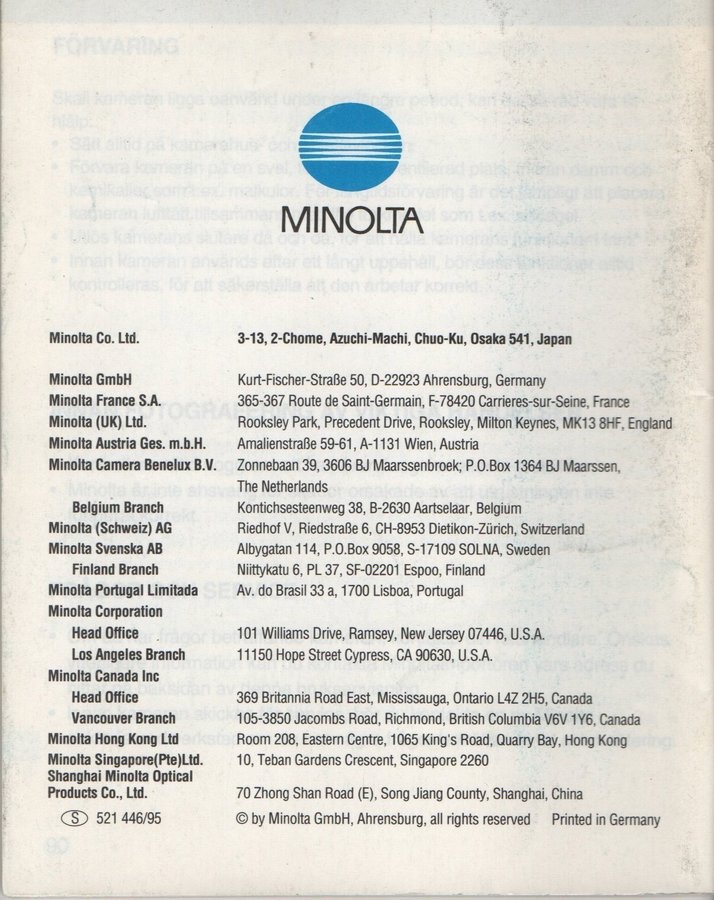 MINOLTA
Minolta Co. Ltd. 3-13, 2-Chome, Azuchi-Machi, Chuo-Ku, Osaka 541, Japan
Minolta GmbH Kurt-Fischer-Straße 50, D-22923 Ahrensburg, Germany
Minolta France S.A. 365-367 Route de Saint-Germain, F-78420 Carrieres-sur-Seine, France
Minolta (UK) Ltd. Rooksley Park, Precedent Drive, Rooksley, Milton Keynes, MK13 8HF, England
Minolta Austria Ges. m.b.H. Amalienstraße 59-61, A-1131 Wien, Austria
Minolta Camera Benelux B.V. Zonnebaan 39, 3606 BJ Maarssenbroek; P.O.Box 1364 BJ Maarssen,
The Netherlands
Belgium Branch Kontichsesteenweg 38, B-2630 Aartselaar, Belgium
Minolta (Schweiz) AG Riedhof V, Riedstraße 6, CH-8953 Dietikon-Zürich, Switzerland
Minolta Svenska AB Albygatan 114, P.O.Box 9058, S-17109 SOLNA, Sweden
Finland Branch Niittykatu 6, PL 37, SF-02201 Espoo, Finland
Minolta Portugal Limitada Av. do Brasil 33 a, 1700 Lisboa, Portugal
Minolta Corporation
Head Office 101 Williams Drive, Ramsey, New Jersey 07446, U.S.A.
Los Angeles Branch 11150 Hope Street Cypress, CA 90630, U.S.A.
Minolta Canada Inc
Head Office 369 Britannia Road East, Mississauga, Ontario L4Z 2H5, Canada
Vancouver Branch 105-3850 Jacombs Road, Richmond, British Columbia V6V 1Y6, Canada
Minolta Hong Kong Ltd Room 208, Eastern Centre, 1065 King's Road, Quarry Bay, Hong Kong
Minolta Singapore(Pte)Ltd. 10, Teban Gardens Crescent, Singapore 2260
Shanghai Minolta Optical
Products Co., Ltd. 70 Zhong Shan Road (E), Song Jiang County, Shanghai, China
S 521 446/95 © by Minolta GmbH, Ahrensburg, all rights reserved Printed in Germany